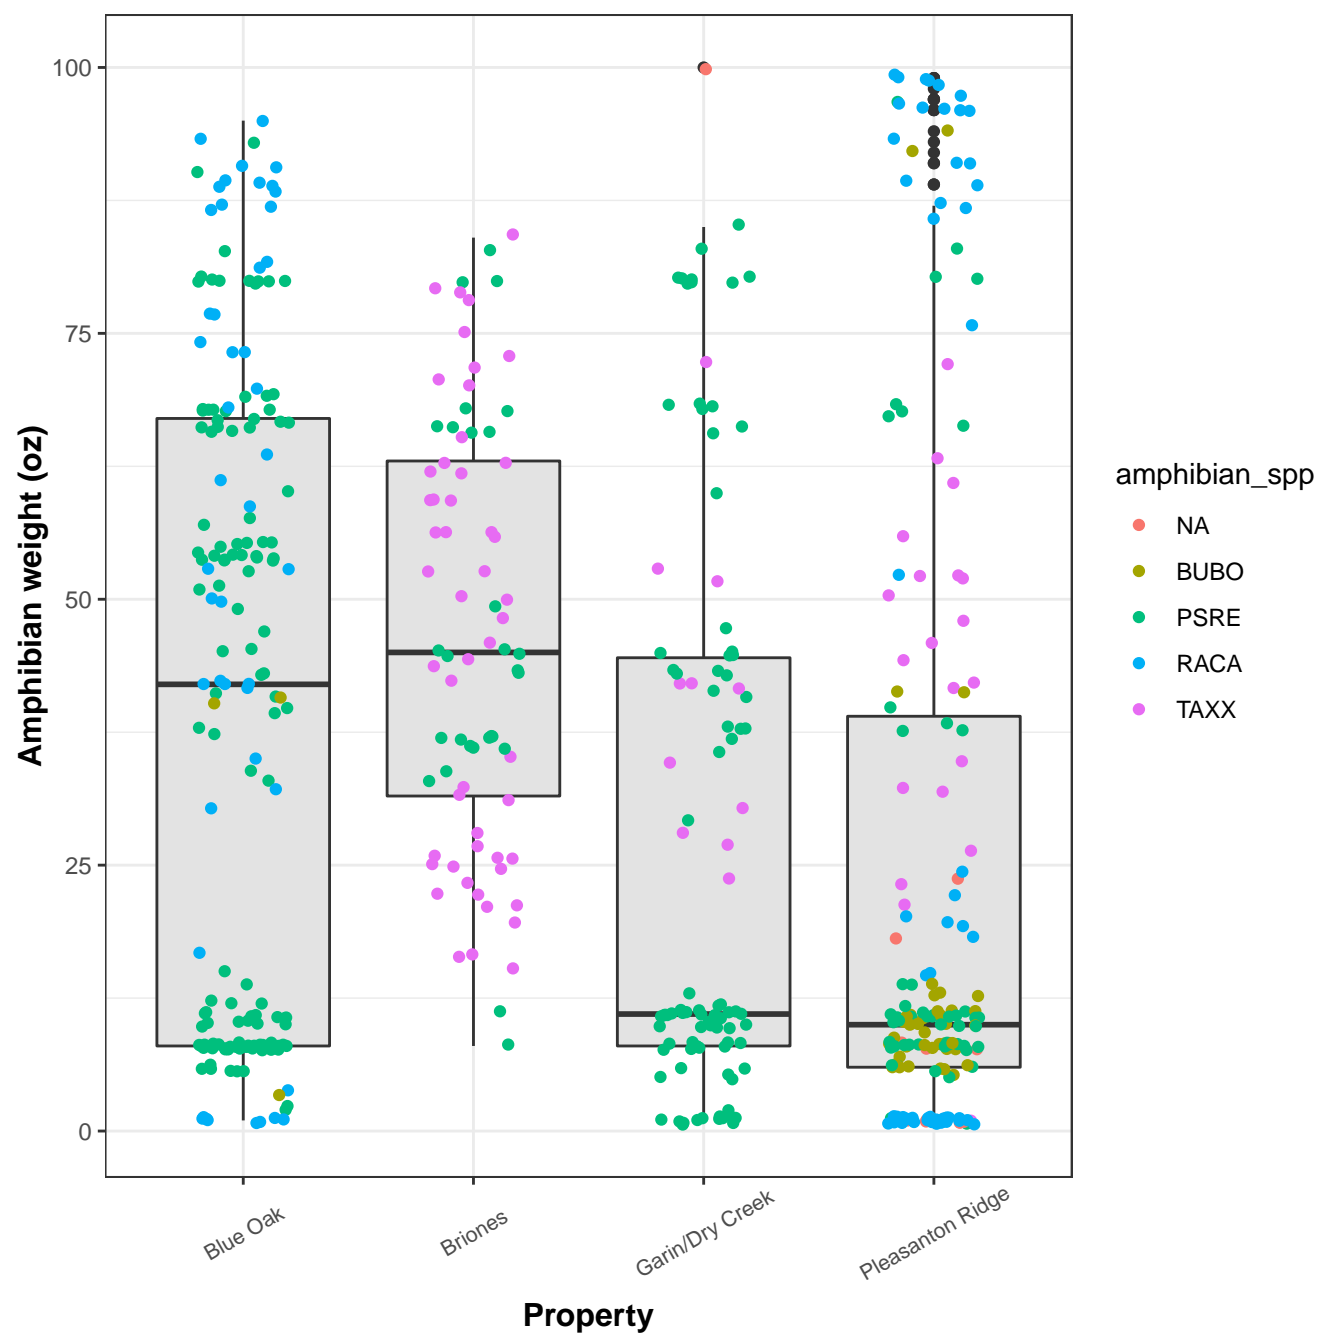 100
75
50
25
0
Amphibian weight (oz)
Blue Oak
Briones
Garin/Dry Creek
Pleasanton Ridge
Property
amphibian_spp
NA
BUBO
PSRE
RACA
TAXX